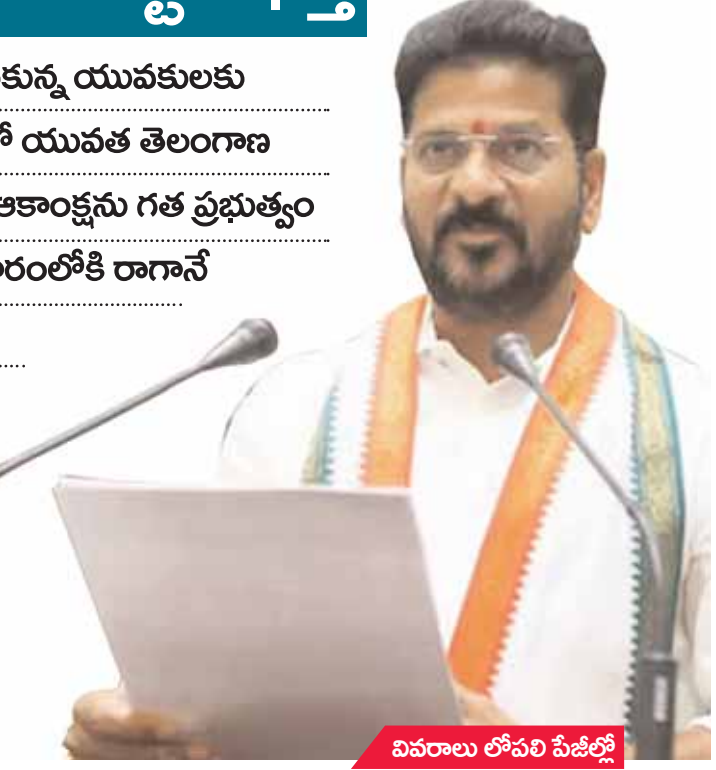 కున్న యువకులకు
యువత తెలంగాణ
ఆకాంక్షను గత ప్రభుత్వం
రంలోకి రాగానే
వివరాలు లోపలి పేజీల్లో